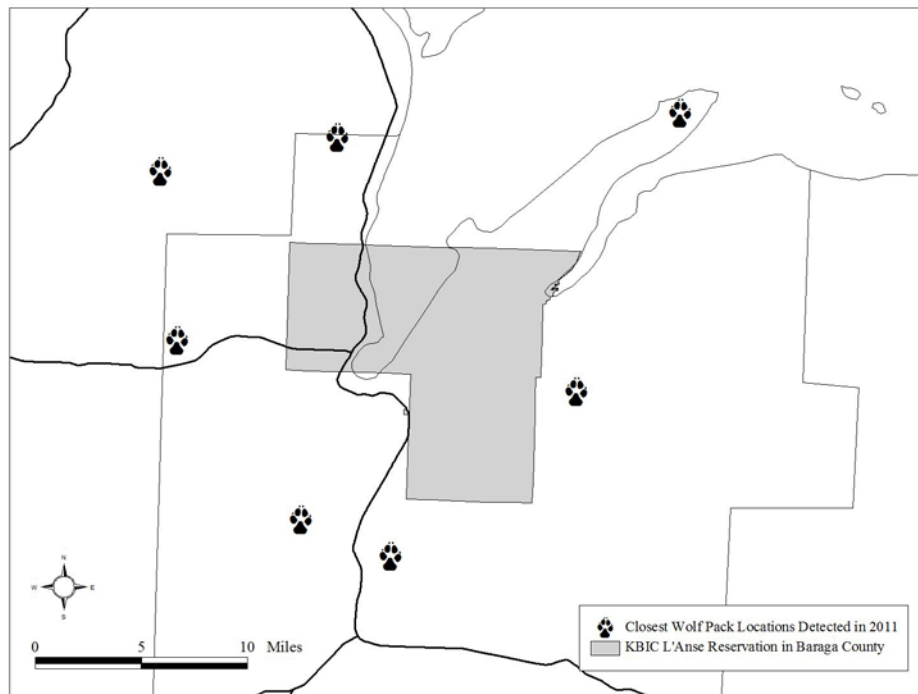 N
W E
S
0 5 10 Miles
Closest Wolf Pack Locations Detected in 2011
KBIC L'Anse Reservation in Baraga County